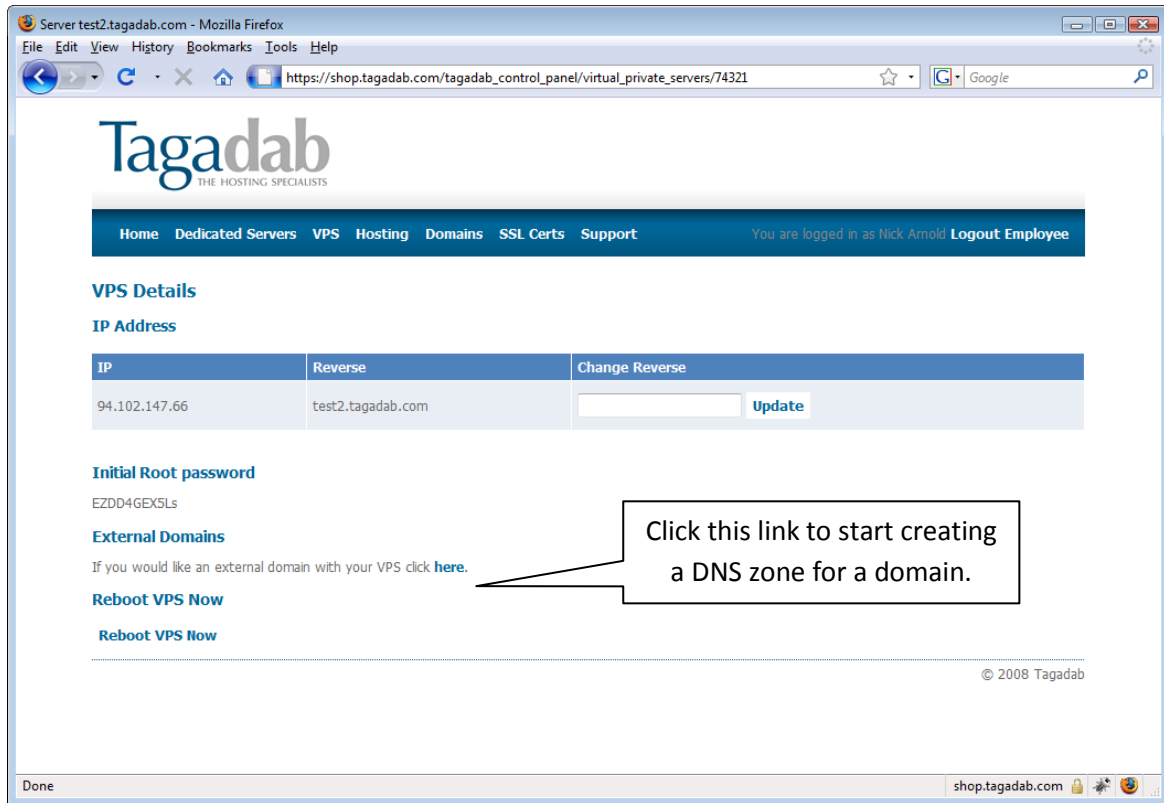 Server test2.tagadab.com - Mozilla Firefox
File Edit View History Bookmarks Tools Help
https://shop.tagadab.com/tagadab_control_panel/virtual_private_servers/74321
G Google
Tagadab
THE HOSTING SPECIALISTS
Home Dedicated Servers VPS Hosting Domains SSL Certs Support You are logged in as Nick Arnold Logout Employee
VPS Details
IP Address
IP Reverse Change Reverse
94.102.147.66 test2.tagadab.com Update
Initial Root password
EZDD4GEX5Ls
External Domains
If you would like an external domain with your VPS click here.
Click this link to start creating
a DNS zone for a domain.
Reboot VPS Now
Reboot VPS Now
© 2008 Tagadab
Done shop.tagadab.com